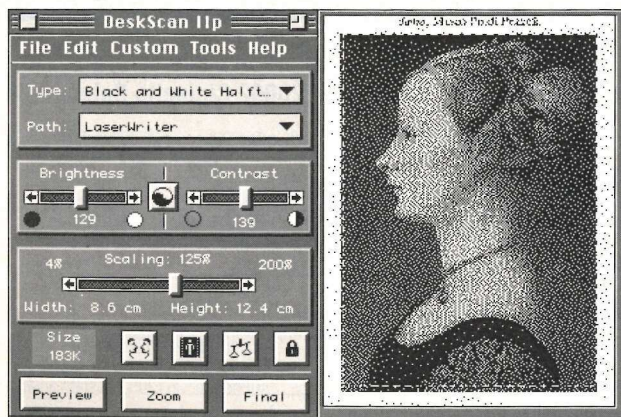 DeskScan IIp
File Edit Custom Tools Help
Type: Black and White Halft…
Path: LaserWriter
Brightness Contrast
129 139
4% Scaling: 125% 200%
Width: 8.6 cm Height: 12.4 cm
Size
183K
Preview Zoom Final